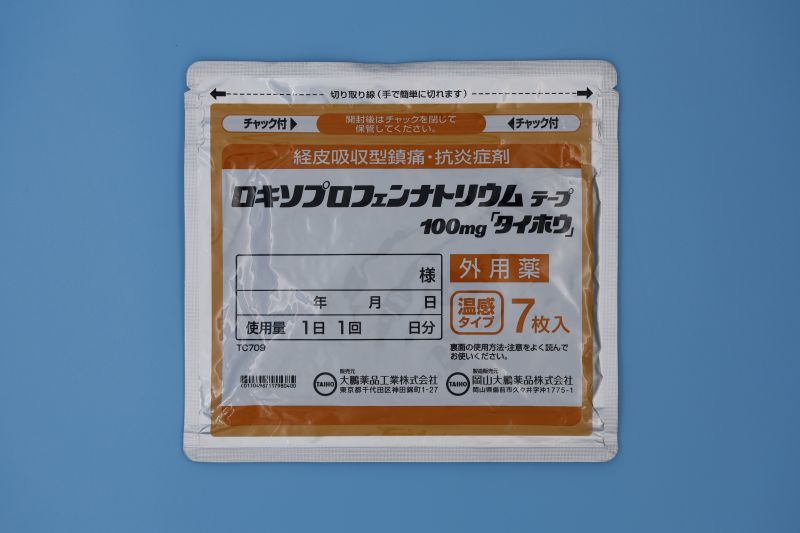 切り取り線(手で簡単に切れます)
チャック付
開封後はチャックを閉じて
保管してください。
チャック付
経皮吸収型鎮痛・抗炎症剤
ロキソプロフェンナトリウム テープ
100mg「タイホウ」
様
年 月 日
使用量 1日 1回 日分
TC709
外用薬
温感
タイプ
7枚入
裏面の使用方法・注意をよく読んで
お使いください。
販売元
TAIHO 大鵬薬品工業株式会社
東京都千代田区神田錦町1-27
製造販売元
TAIHO 岡山大鵬薬品株式会社
岡山県備前市久々井字沖1775-1